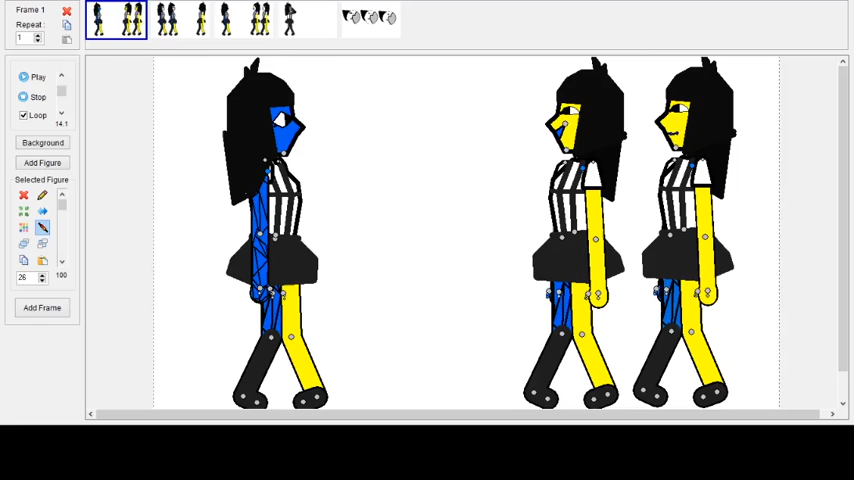 Frame 1
Repeat:
1
Play
Stop
Loop
14.1
Background
Add Figure
Selected Figure
26
100
Add Frame